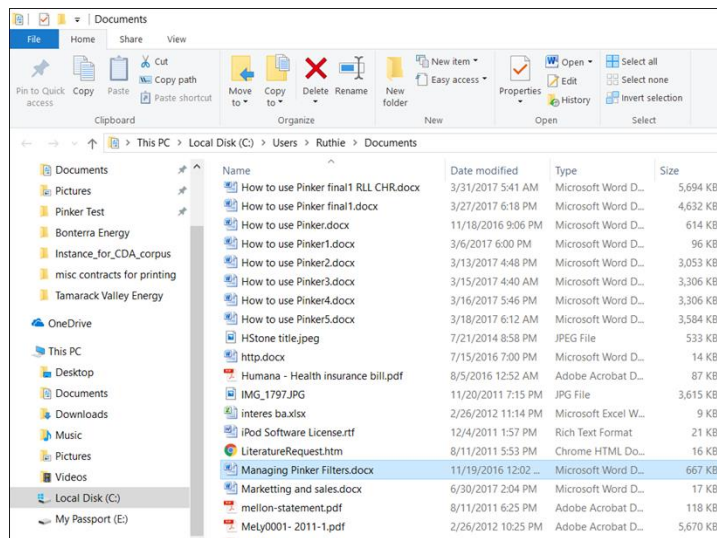 Documents
File Home Share View
Pin to Quick access
Copy
Paste
Cut
Copy path
Paste shortcut
Clipboard
Move to
Copy to
Delete
Rename
Organize
New folder
New item
Easy access
New
Properties
Open
Edit
History
Open
Select all
Select none
Invert selection
Select
This PC > Local Disk (C:) > Users > Ruthie > Documents
Documents
Pictures
Pinker Test
Bonterra Energy
Instance_for_CDA_corpus
misc contracts for printing
Tamarack Valley Energy
OneDrive
This PC
Desktop
Documents
Downloads
Music
Pictures
Videos
Local Disk (C:)
My Passport (E:)
Name Date modified Type Size
How to use Pinker final1 RLL CHR.docx 3/31/2017 5:41 AM Microsoft Word D... 5,694 KB
How to use Pinker final1.docx 3/27/2017 6:18 PM Microsoft Word D... 4,632 KB
How to use Pinker.docx 11/18/2016 9:06 PM Microsoft Word D... 614 KB
How to use Pinker1.docx 3/6/2017 6:00 PM Microsoft Word D... 96 KB
How to use Pinker2.docx 3/13/2017 4:48 PM Microsoft Word D... 3,053 KB
How to use Pinker3.docx 3/15/2017 4:40 AM Microsoft Word D... 3,306 KB
How to use Pinker4.docx 3/16/2017 5:46 PM Microsoft Word D... 3,306 KB
How to use Pinker5.docx 3/18/2017 6:12 AM Microsoft Word D... 3,584 KB
HStone title.jpeg 7/21/2014 8:58 PM JPEG File 533 KB
http.docx 7/15/2016 7:00 PM Microsoft Word D... 14 KB
Humana - Health insurance bill.pdf 8/5/2016 12:52 AM Adobe Acrobat D... 87 KB
IMG_1797.JPG 11/20/2011 7:15 PM JPG File 3,615 KB
interes ba.xlsx 2/26/2012 11:14 PM Microsoft Excel W... 9 KB
iPod Software License.rtf 12/4/2011 1:57 PM Rich Text Format 21 KB
LiteratureRequest.htm 8/11/2011 5:53 PM Chrome HTML Do... 16 KB
Managing Pinker Filters.docx 11/19/2016 12:02 ... Microsoft Word D... 667 KB
Marketting and sales.docx 6/30/2017 2:04 PM Microsoft Word D... 17 KB
mellon-statement.pdf 8/11/2011 6:25 PM Adobe Acrobat D... 118 KB
MeLy0001- 2011-1.pdf 2/26/2012 10:25 PM Adobe Acrobat D... 5,670 KB